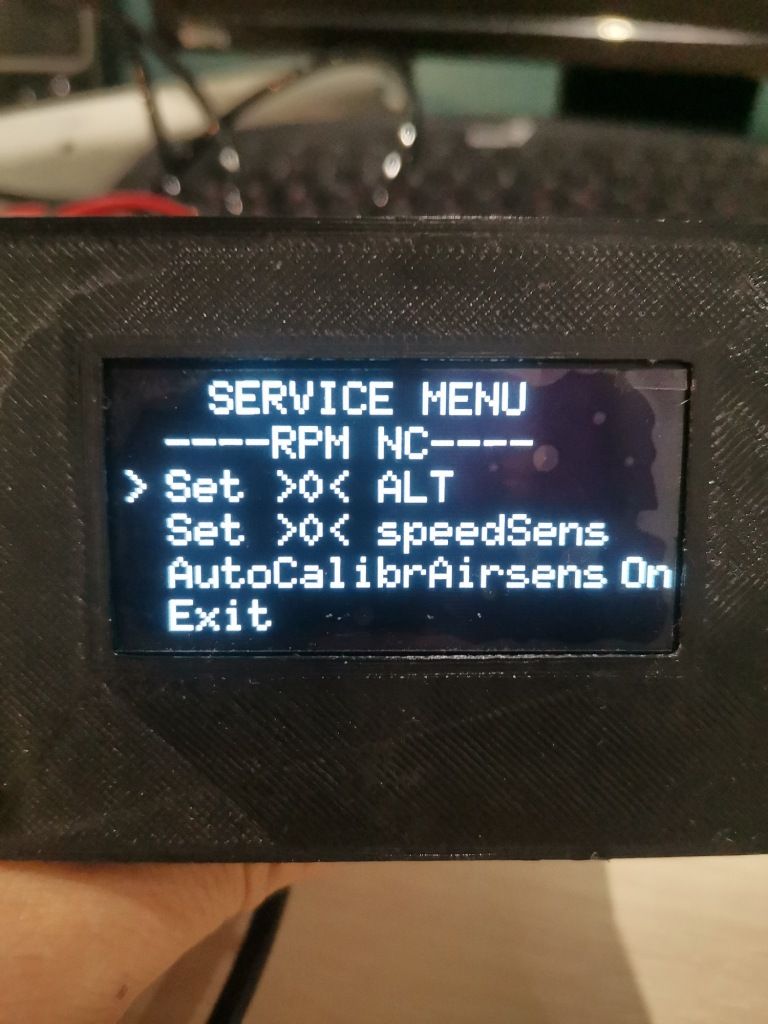 SERVICE MENU
----RPM NC----
> Set >0< ALT
Set >0< speedSens
AutoCalibrAirsens On
Exit